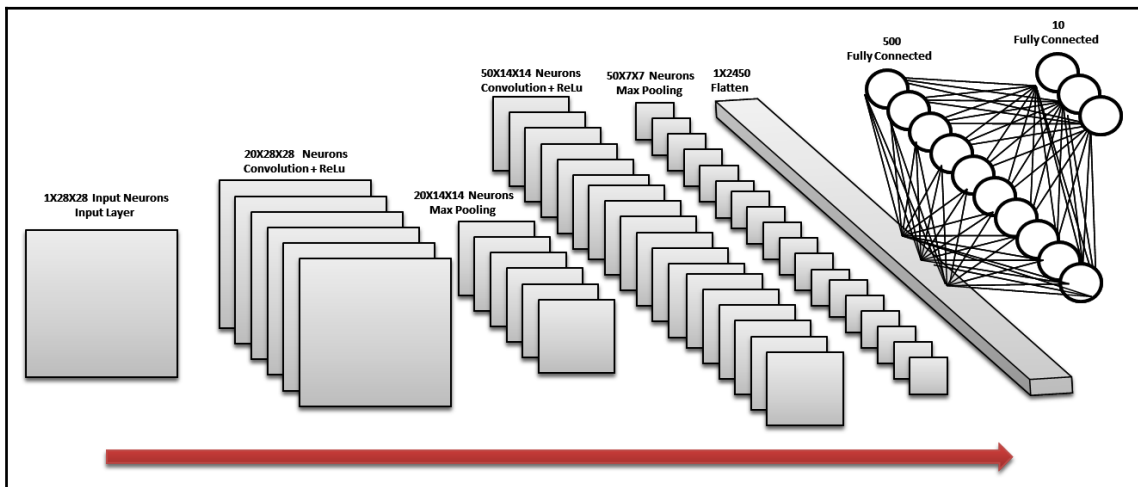 1X28X28 Input Neurons
Input Layer
20X28X28 Neurons
Convolution + ReLu
20X14X14 Neurons
Max Pooling
50X14X14 Neurons
Convolution + ReLu
50X7X7 Neurons
Max Pooling
1X2450
Flatten
500
Fully Connected
10
Fully Connected